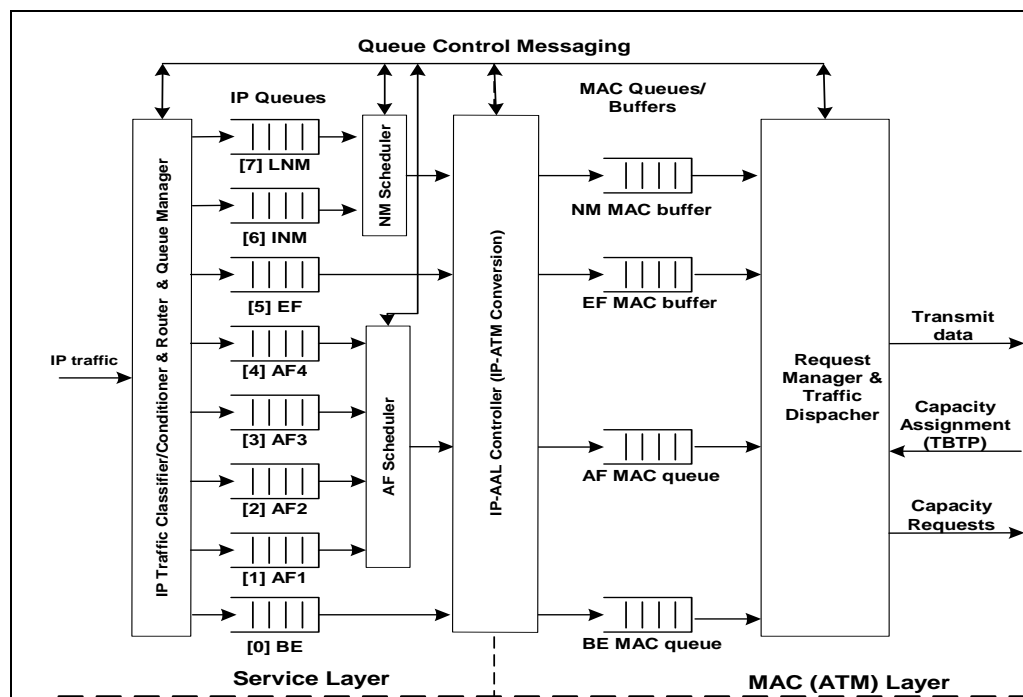 Queue Control Messaging
IP Queues
MAC Queues/
Buffers
IP Traffic Classifier/Conditioner & Router & Queue Manager
[7] LNM
[6] INM
[5] EF
[4] AF4
[3] AF3
[2] AF2
[1] AF1
[0] BE
IP traffic
NM Scheduler
AF Scheduler
IP-AAL Controller (IP-ATM Conversion)
NM MAC buffer
EF MAC buffer
AF MAC queue
BE MAC queue
Request
Manager &
Traffic
Dispacher
Transmit
data
Capacity
Assignment
(TBTP)
Capacity
Requests
Service Layer
MAC (ATM) Layer